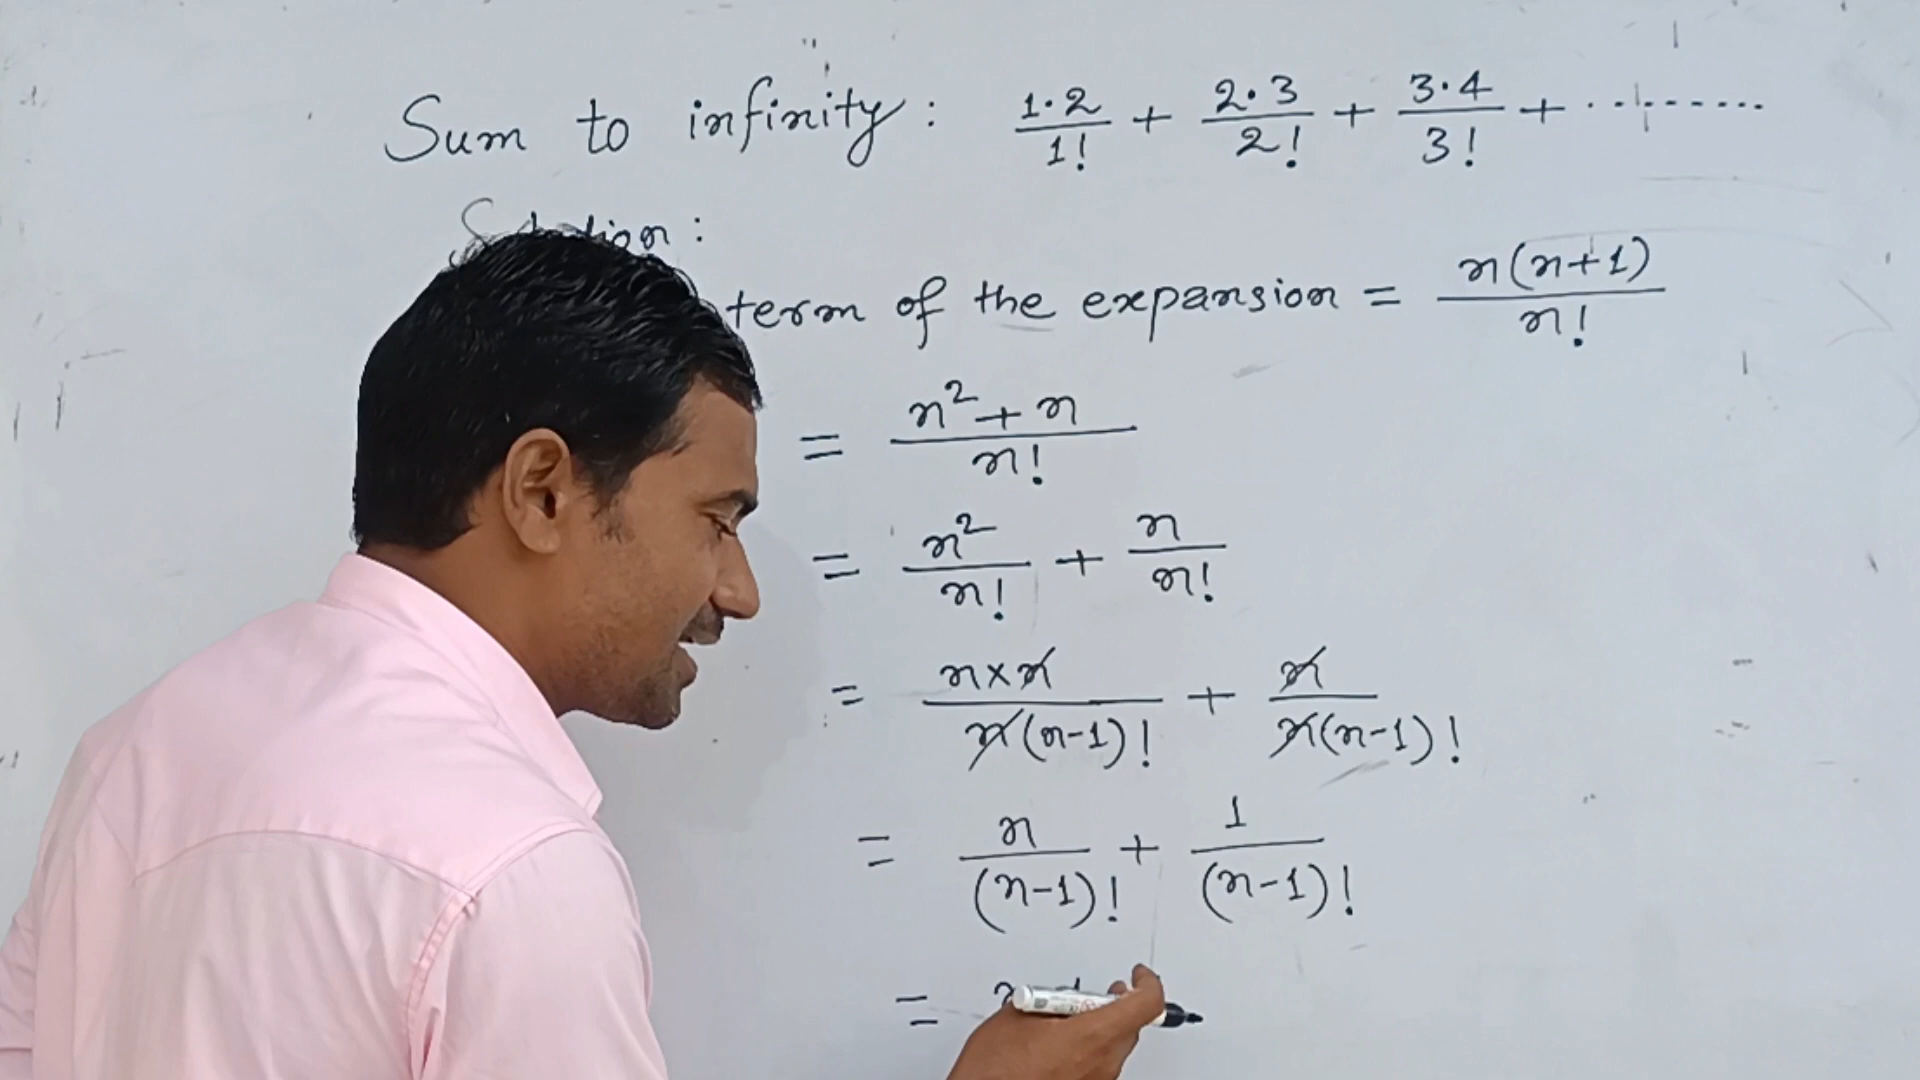 Sum to infinity: 1·2/1! + 2·3/2! + 3·4/3! + ·········
Solution:
term of the expansion = n(n+1)/n!
= n² + n / n!
= n²/n! + n/n!
= n×n/n(n-1)! + n/n(n-1)!
= n/(n-1)! + 1/(n-1)!
=